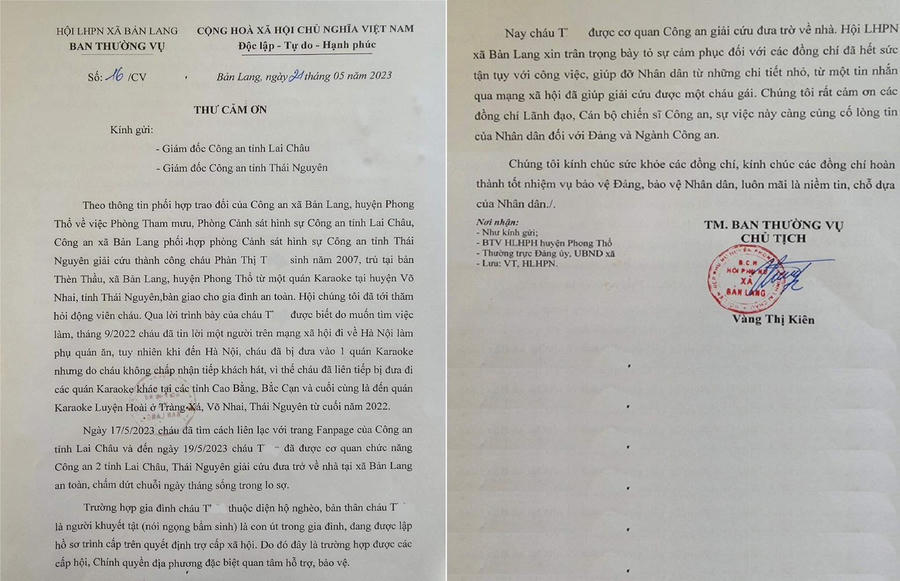 HỘI LHPN XÃ BẢN LANG
BAN THƯỜNG VỤ
CỘNG HOÀ XÃ HỘI CHỦ NGHĨA VIỆT NAM
Độc lập - Tự do - Hạnh phúc
Số: 16 /CV
Bản Lang, ngày 21 tháng 05 năm 2023
THƯ CẢM ƠN
Kính gửi:
- Giám đốc Công an tỉnh Lai Châu
- Giám đốc Công an tỉnh Thái Nguyên
Theo thông tin phối hợp trao đổi của Công an xã Bản Lang, huyện Phong
Thổ về việc Phòng Tham mưu, Phòng Cảnh sát hình sự Công an tỉnh Lai Châu,
Công an xã Bản Lang phối hợp phòng Cảnh sát hình sự Công an tỉnh Thái
Nguyên giải cứu thành công cháu Phàn Thị T sinh năm 2007, trú tại bản
Thèn Thầu, xã Bản Lang, huyện Phong Thổ từ một quán Karaoke tại huyện Võ
Nhai, tỉnh Thái Nguyên,bàn giao cho gia đình an toàn. Hội chúng tôi đã tới thăm
hỏi động viên cháu. Qua lời trình bày của cháu T được biết do muốn tìm việc
làm, tháng 9/2022 cháu đã tin lời một người trên mạng xã hội đi về Hà Nội làm
phụ quán ăn, tuy nhiên khi đến Hà Nội, cháu đã bị đưa vào 1 quán Karaoke
nhưng do cháu không chấp nhận tiếp khách hát, vì thế cháu đã liên tiếp bị đưa đi
các quán Karaoke khác tại các tỉnh Cao Bằng, Bắc Cạn và cuối cùng là đến quán
Karaoke Luyện Hoài ở Tràng Xá, Võ Nhai, Thái Nguyên từ cuối năm 2022.
Ngày 17/5/2023 cháu đã tìm cách liên lạc với trang Fanpage của Công an
tỉnh Lai Châu và đến ngày 19/5/2023 cháu T đã được cơ quan chức năng
Công an 2 tỉnh Lai Châu, Thái Nguyên giải cứu đưa trở về nhà tại xã Bản Lang
an toàn, chấm dứt chuỗi ngày tháng sống trong lo sợ.
Trường hợp gia đình cháu T thuộc diện hộ nghèo, bản thân cháu T
là người khuyết tật (nói ngọng bẩm sinh) là con út trong gia đình, đang được lập
hồ sơ trình cấp trên quyết định trợ cấp xã hội. Do đó đây là trường hợp được các
cấp hội, Chính quyền địa phương đặc biệt quan tâm hỗ trợ, bảo vệ.
Nay cháu T được cơ quan Công an giải cứu đưa trở về nhà. Hội LHPN
xã Bản Lang xin trân trọng bày tỏ sự cảm phục đối với các đồng chí đã hết sức
tận tụy với công việc, giúp đỡ Nhân dân từ những chi tiết nhỏ, từ một tin nhắn
qua mạng xã hội đã giúp giải cứu được một cháu gái. Chúng tôi rất cảm ơn các
đồng chí Lãnh đạo, Cán bộ chiến sĩ Công an, sự việc này càng củng cố lòng tin
của Nhân dân đối với Đảng và Ngành Công an.
Chúng tôi kính chúc sức khỏe các đồng chí, kính chúc các đồng chí hoàn
thành tốt nhiệm vụ bảo vệ Đảng, bảo vệ Nhân dân, luôn mãi là niềm tin, chỗ dựa
của Nhân dân./.
Nơi nhận:
- Như kính gửi;
- BTV HLHPH huyện Phong Thổ
- Thường trực Đảng ủy, UBND xã
- Lưu: VT, HLHPN.
TM. BAN THƯỜNG VỤ
CHỦ TỊCH
B.C.H
HỘI PHỤ NỮ
XÃ
BẢN LANG
Vàng Thị Kiên